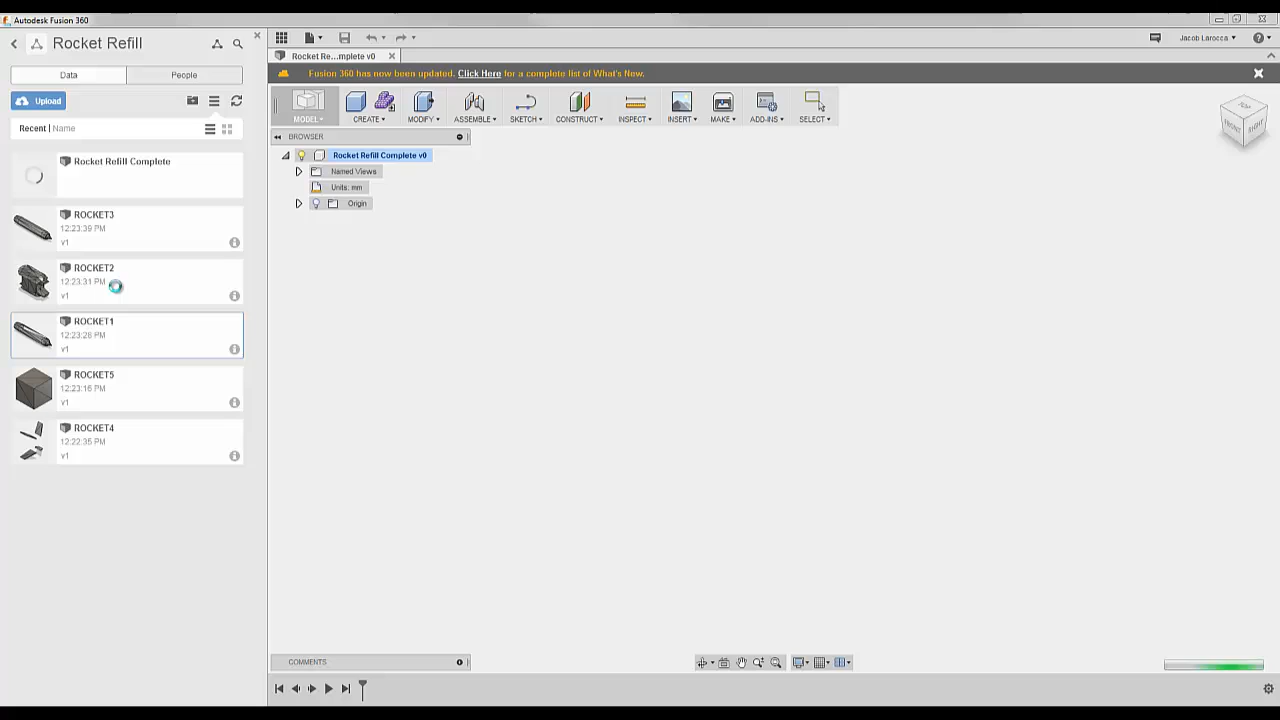 Autodesk Fusion 360
Rocket Refill
Data
People
Upload
Recent | Name
Rocket Refill Complete
ROCKET3
12:23:39 PM
v1
ROCKET2
12:23:31 PM
v1
ROCKET1
12:23:26 PM
v1
ROCKET5
12:23:16 PM
v1
ROCKET4
12:22:35 PM
v1
Jacob Larocca
Rocket Re...mplete v0
Fusion 360 has now been updated. Click Here for a complete list of What's New.
MODEL
CREATE
MODIFY
ASSEMBLE
SKETCH
CONSTRUCT
INSPECT
INSERT
MAKE
ADD-INS
SELECT
TOP
FRONT
RIGHT
BROWSER
Rocket Refill Complete v0
Named Views
Units: mm
Origin
COMMENTS